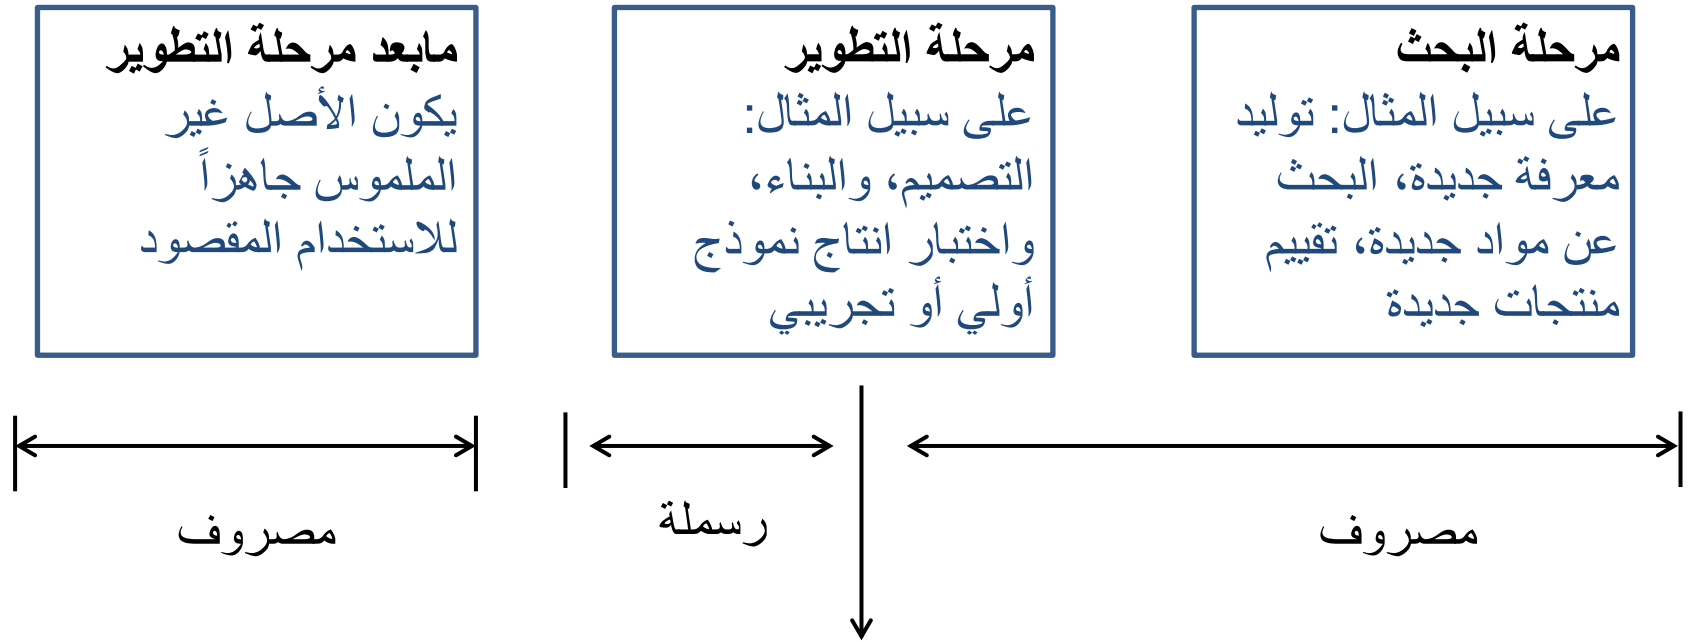 مرحلة البحث
على سبيل المثال: توليد
معرفة جديدة، البحث
عن مواد جديدة، تقييم
منتجات جديدة
مرحلة التطوير
على سبيل المثال:
التصميم، والبناء،
واختبار انتاج نموذج
أولي أو تجريبي
مابعد مرحلة التطوير
يكون الأصل غير
الملموس جاهزاً
للاستخدام المقصود
مصروف
رسملة
مصروف